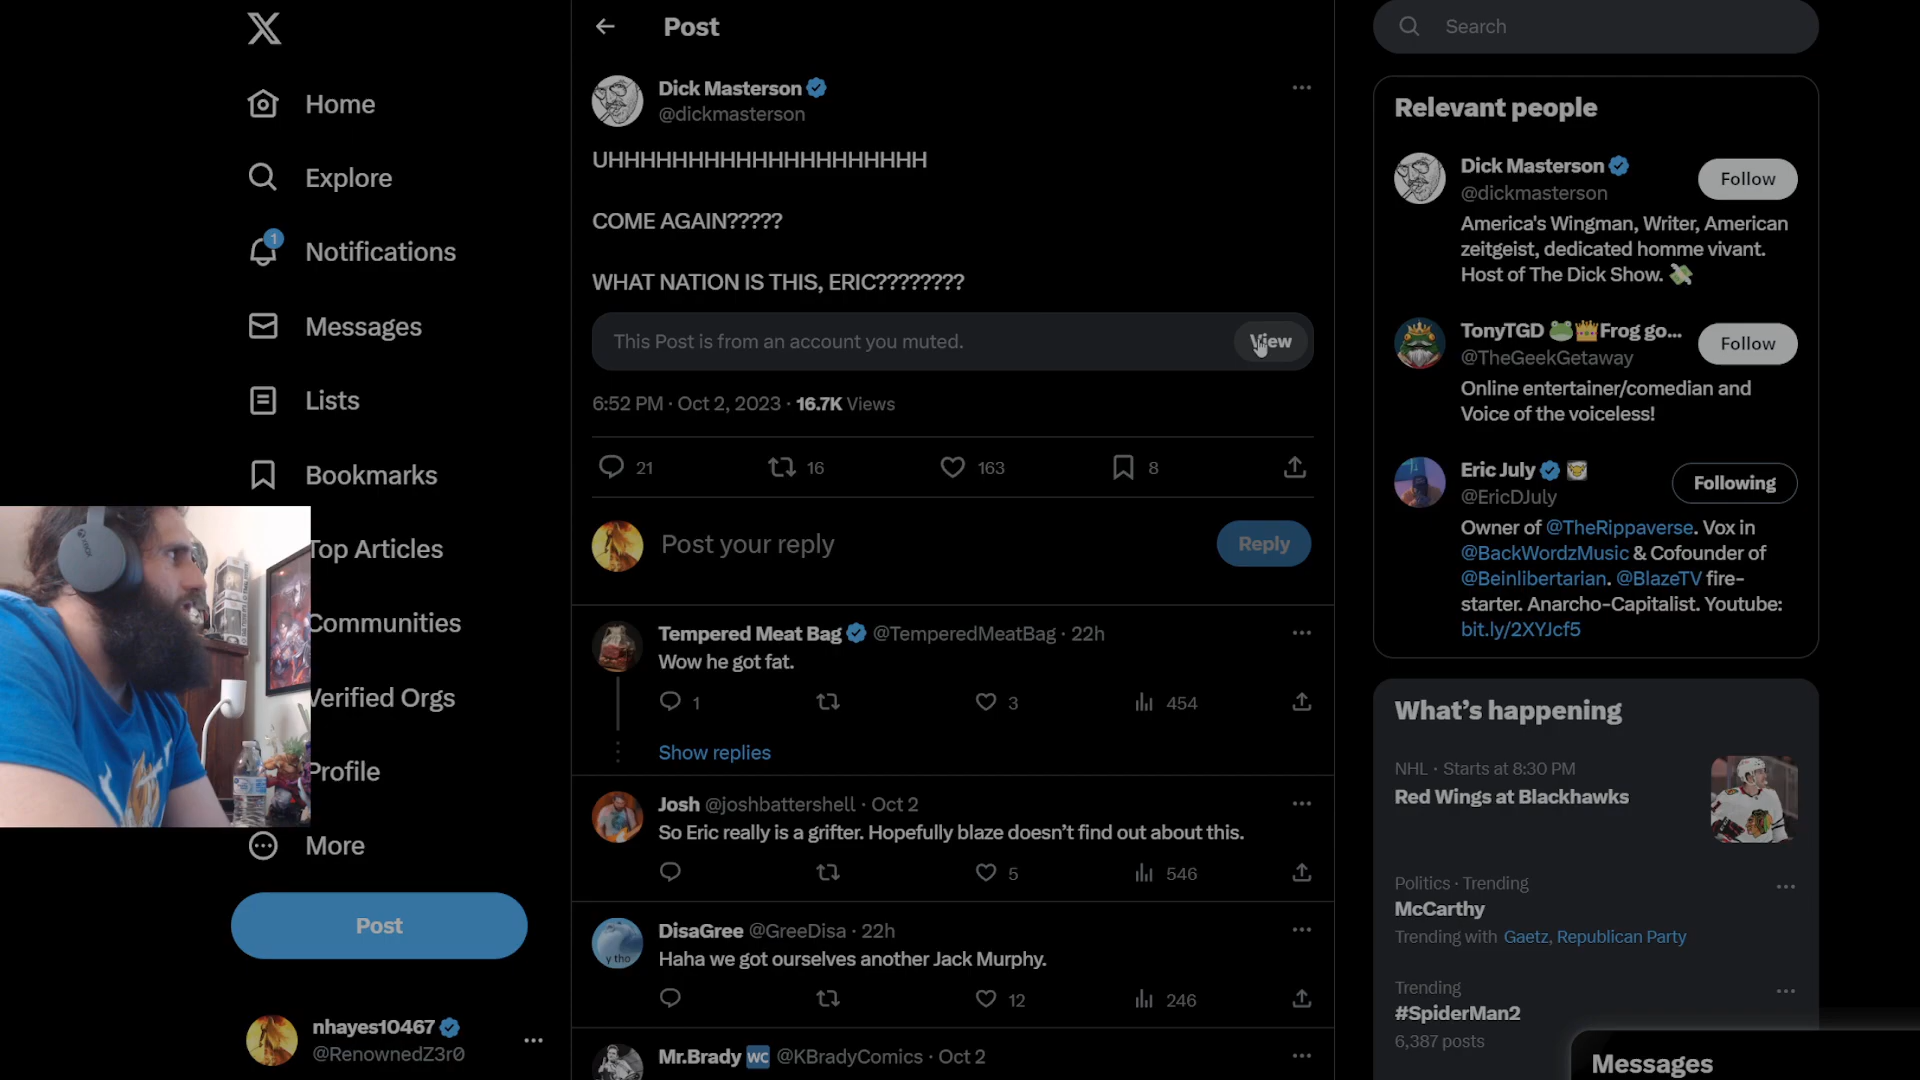 X
Home
Explore
1
Notifications
Messages
Lists
Bookmarks
Top Articles
Communities
Verified Orgs
Profile
More
Post
nhayes10467
@RenownedZ3r0
Post
Dick Masterson
@dickmasterson
UHHHHHHHHHHHHHHHHHHHH
COME AGAIN?????
WHAT NATION IS THIS, ERIC????????
This Post is from an account you muted.
View
6:52 PM · Oct 2, 2023 · 16.7K Views
21 16 163 8
Post your reply
Reply
Tempered Meat Bag @TemperedMeatBag · 22h
Wow he got fat.
1 3 454
Show replies
Josh @joshbattershell · Oct 2
So Eric really is a grifter. Hopefully blaze doesn’t find out about this.
5 546
y tho
DisaGree @GreeDisa · 22h
Haha we got ourselves another Jack Murphy.
12 246
Mr.Brady WC @KBradyComics · Oct 2
Search
Relevant people
Dick Masterson
@dickmasterson
Follow
America's Wingman, Writer, American
zeitgeist, dedicated homme vivant.
Host of The Dick Show.
TonyTGD Frog go...
@TheGeekGetaway
Follow
Online entertainer/comedian and
Voice of the voiceless!
Eric July
@EricDJuly
Following
Owner of @TheRippaverse. Vox in
@BackWordzMusic & Cofounder of
@Beinlibertarian. @BlazeTV fire-
starter. Anarcho-Capitalist. Youtube:
bit.ly/2XYJcf5
What’s happening
NHL · Starts at 8:30 PM
Red Wings at Blackhawks
Politics · Trending
McCarthy
Trending with Gaetz, Republican Party
Trending
#SpiderMan2
6,387 posts
Messages